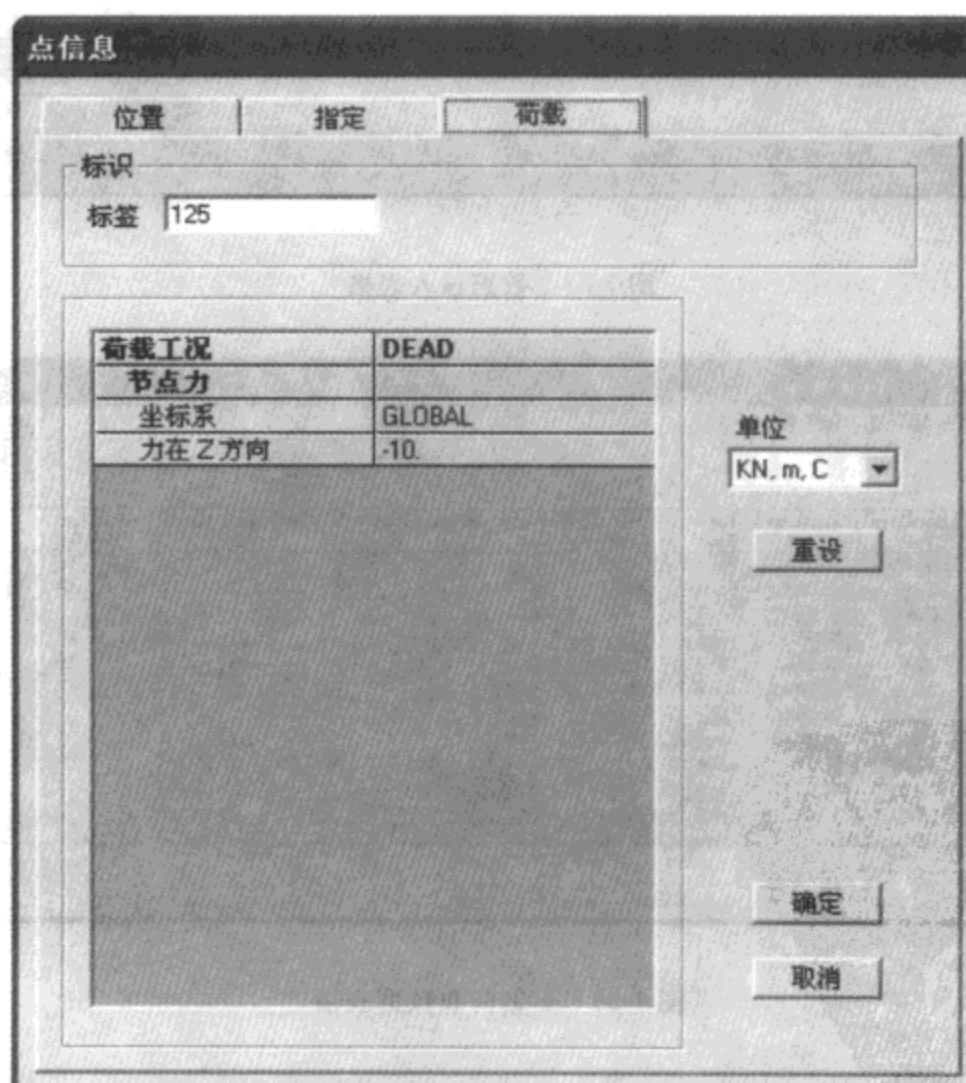 点信息
位置 指定 荷载
标识
标签 125
荷载工况 DEAD
节点力
坐标系 GLOBAL
力在 Z 方向 -10.
单位
KN, m, C
重设
确定
取消